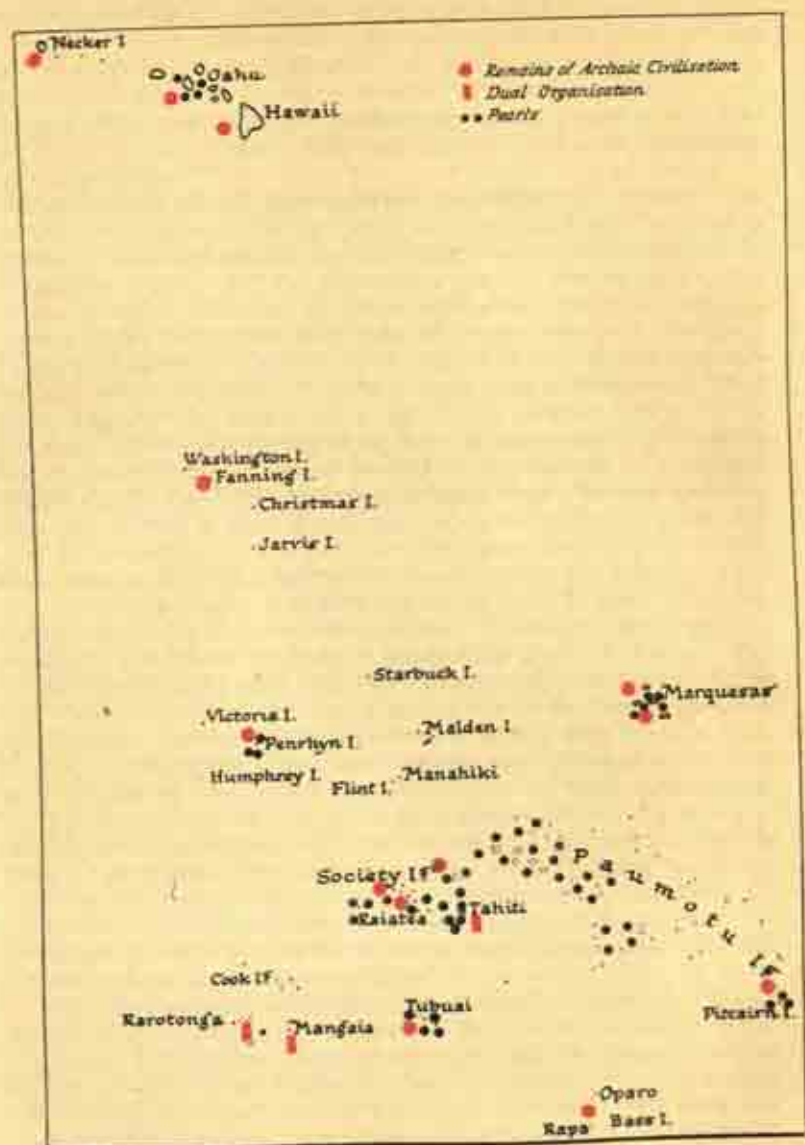 Necker I
Oahu
Hawaii
Remains of Archaic Civilisation
Dual Organisation
Pearls
Washington I.
Fanning I.
Christmas I.
Jarvis I.
Starbuck I.
Marquesas
Victoria I.
Malden I
Penrhyn I.
Humphrey I.
Manahiki
Flint I.
Paumotu Is
Society Is
Raiatea
Tahiti
Cook Is
Pitcairn I.
Rarotonga
Tubuai
Mangaia
Oparo
Rapa
Bass I.